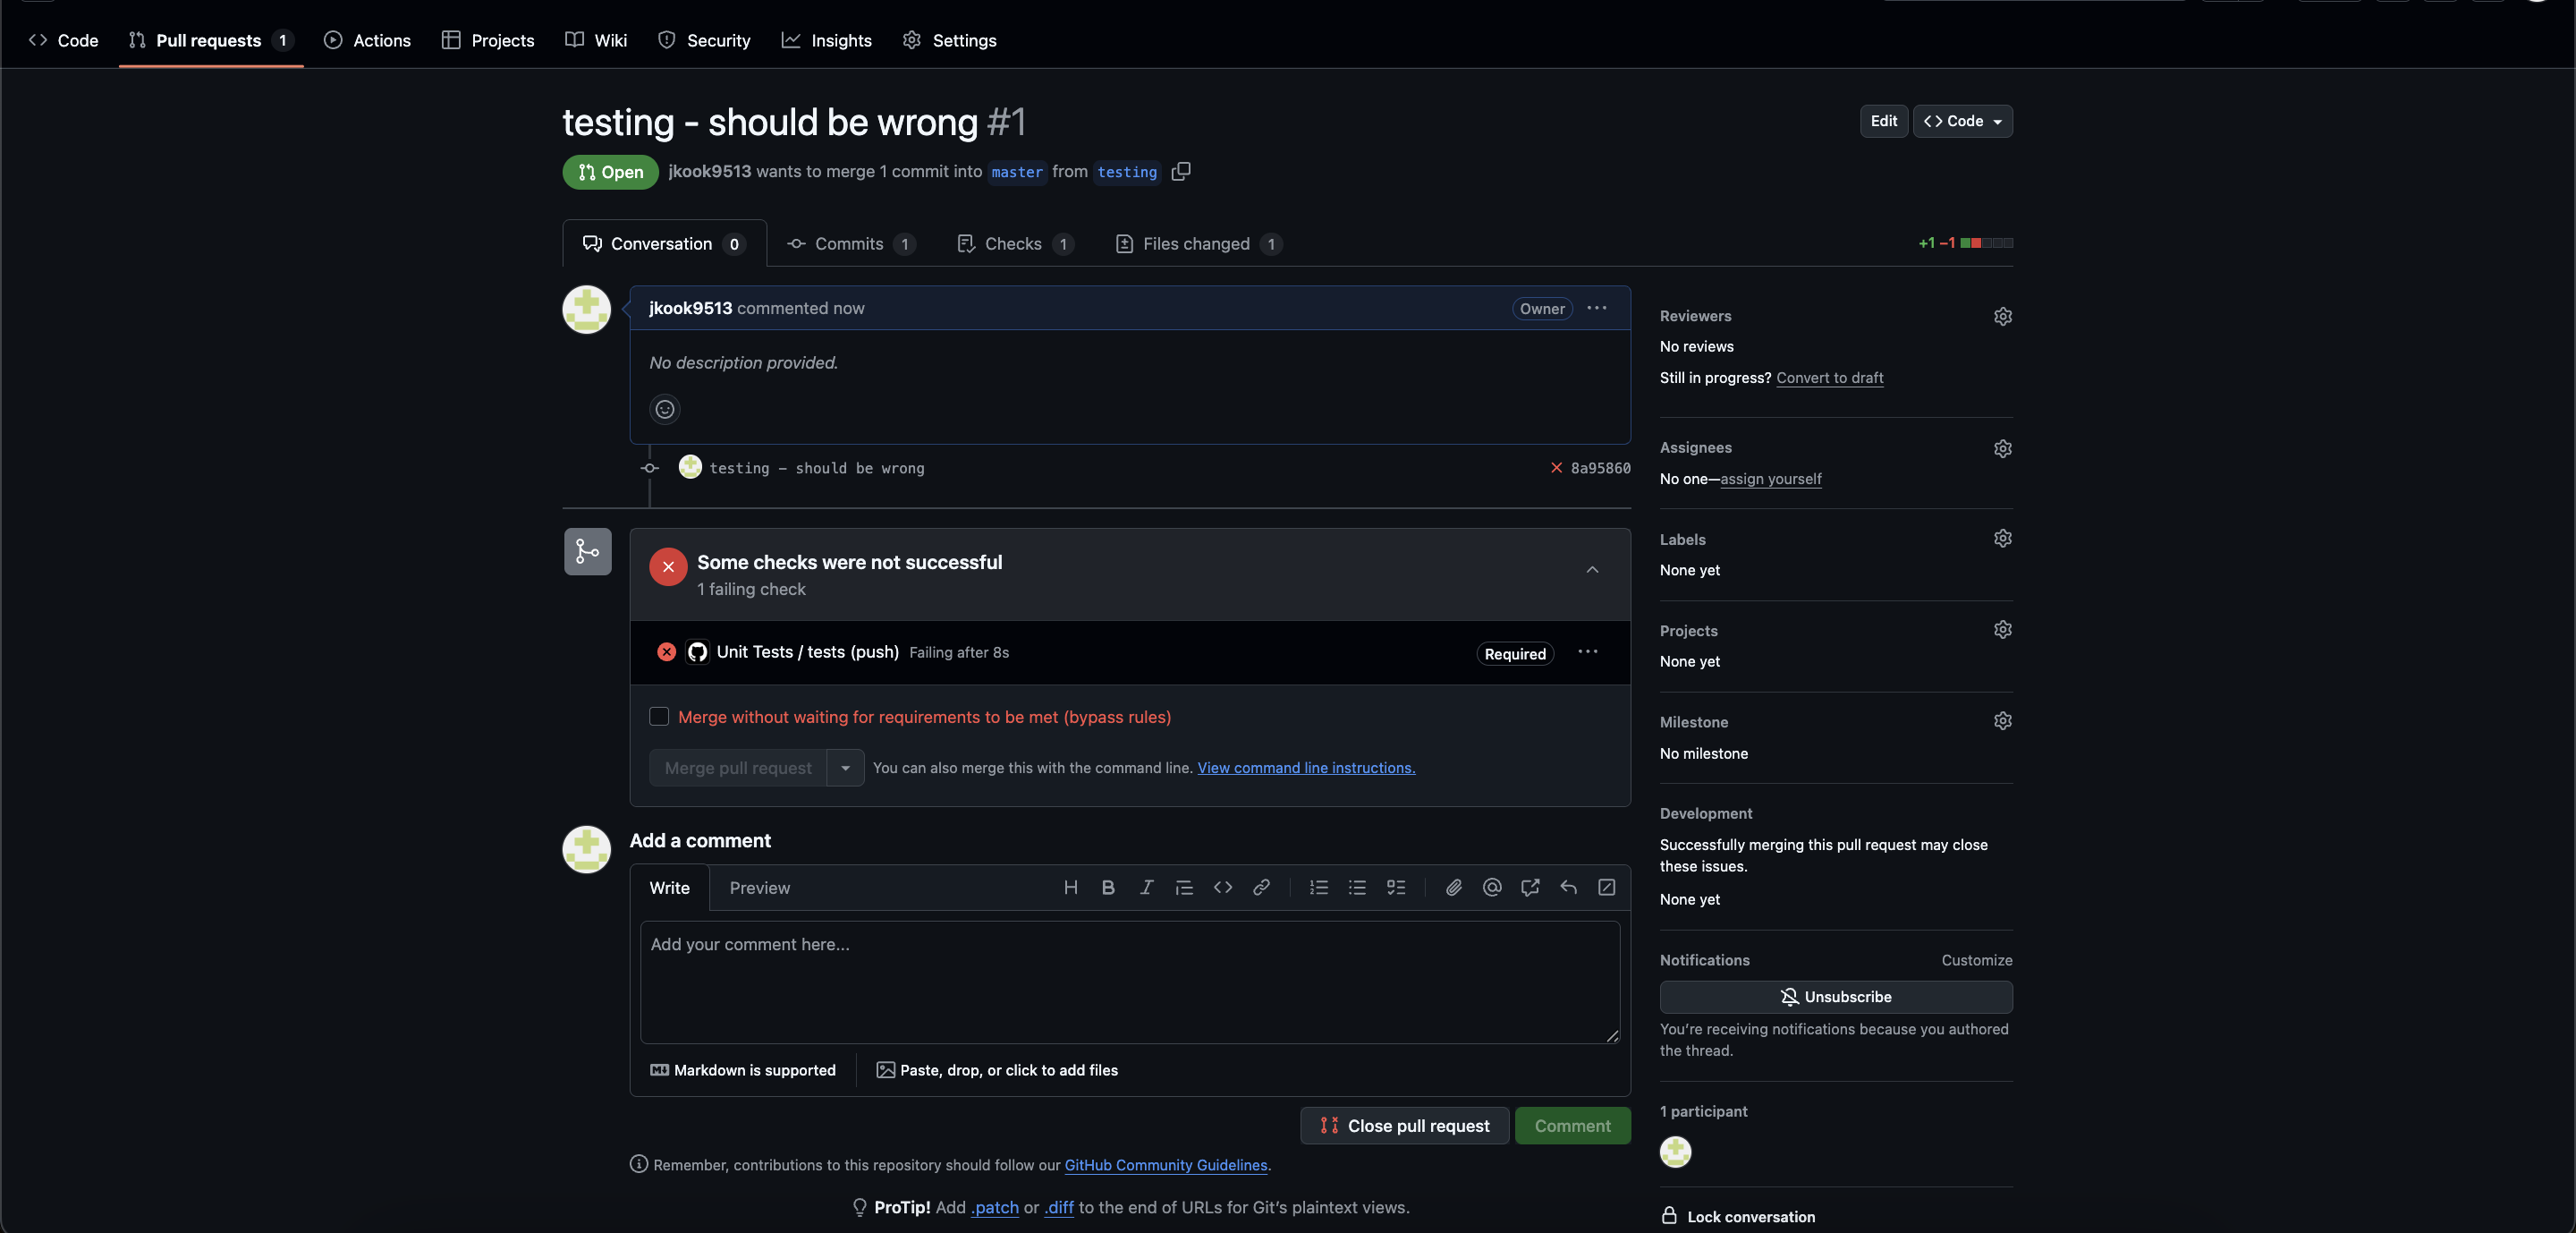 Code Pull requests 1 Actions Projects Wiki Security Insights Settings
testing - should be wrong #1
Edit Code
Open jkook9513 wants to merge 1 commit into master from testing
Conversation 0 Commits 1 Checks 1 Files changed 1 +1 −1
jkook9513 commented now Owner
No description provided.
testing - should be wrong 8a95860
Some checks were not successful
1 failing check
Unit Tests / tests (push) Failing after 8s Required
Merge without waiting for requirements to be met (bypass rules)
Merge pull request You can also merge this with the command line. View command line instructions.
Add a comment
Write Preview
Add your comment here...
Markdown is supported Paste, drop, or click to add files
Close pull request Comment
Remember, contributions to this repository should follow our GitHub Community Guidelines.
ProTip! Add .patch or .diff to the end of URLs for Git's plaintext views.
Reviewers
No reviews
Still in progress? Convert to draft
Assignees
No one—assign yourself
Labels
None yet
Projects
None yet
Milestone
No milestone
Development
Successfully merging this pull request may close
these issues.
None yet
Notifications Customize
Unsubscribe
You're receiving notifications because you authored
the thread.
1 participant
Lock conversation